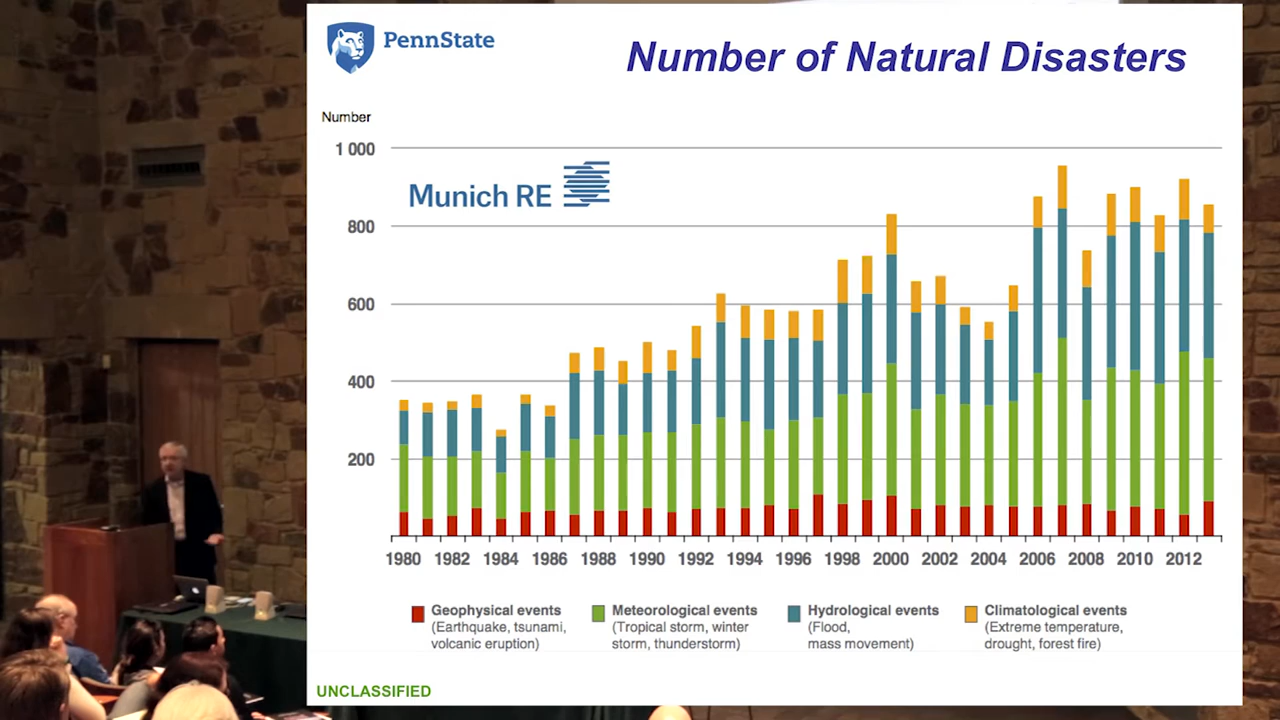 PennState
Number of Natural Disasters
Number
1 000
Munich RE
800
600
400
200
1980 1982 1984 1986 1988 1990 1992 1994 1996 1998 2000 2002 2004 2006 2008 2010 2012
Geophysical events
(Earthquake, tsunami,
volcanic eruption)
Meteorological events
(Tropical storm, winter
storm, thunderstorm)
Hydrological events
(Flood,
mass movement)
Climatological events
(Extreme temperature,
drought, forest fire)
UNCLASSIFIED